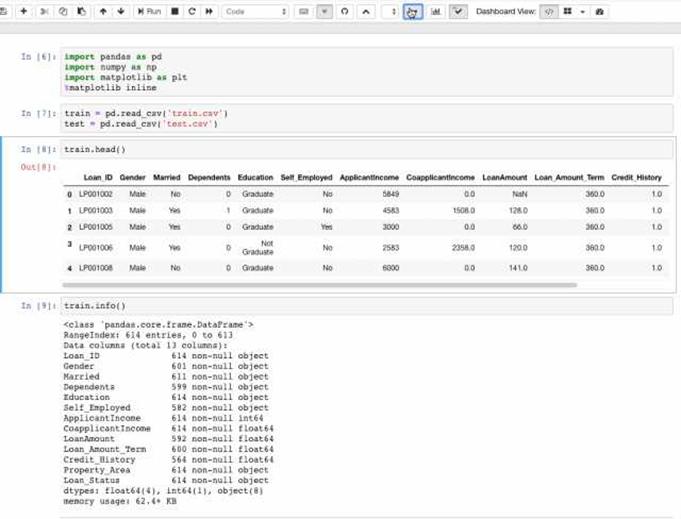 Run
Code
Dashboard View:
In [6]:
import pandas as pd
import numpy as np
import matplotlib as plt
%matplotlib inline
In [7]:
train = pd.read_csv('train.csv')
test = pd.read_csv('test.csv')
In [8]:
train.head()
Out[8]:
Loan_ID Gender Married Dependents Education Self_Employed ApplicantIncome CoapplicantIncome LoanAmount Loan_Amount_Term Credit_History
0 LP001002 Male No 0 Graduate No 5849 0.0 NaN 360.0 1.0
1 LP001003 Male Yes 1 Graduate No 4583 1508.0 128.0 360.0 1.0
2 LP001005 Male Yes 0 Graduate Yes 3000 0.0 66.0 360.0 1.0
3 LP001006 Male Yes 0 Not Graduate No 2583 2358.0 120.0 360.0 1.0
4 LP001008 Male No 0 Graduate No 6000 0.0 141.0 360.0 1.0
In [9]:
train.info()
<class 'pandas.core.frame.DataFrame'>
RangeIndex: 614 entries, 0 to 613
Data columns (total 13 columns):
Loan_ID 614 non-null object
Gender 601 non-null object
Married 611 non-null object
Dependents 599 non-null object
Education 614 non-null object
Self_Employed 582 non-null object
ApplicantIncome 614 non-null int64
CoapplicantIncome 614 non-null float64
LoanAmount 592 non-null float64
Loan_Amount_Term 600 non-null float64
Credit_History 564 non-null float64
Property_Area 614 non-null object
Loan_Status 614 non-null object
dtypes: float64(4), int64(1), object(8)
memory usage: 62.4+ KB